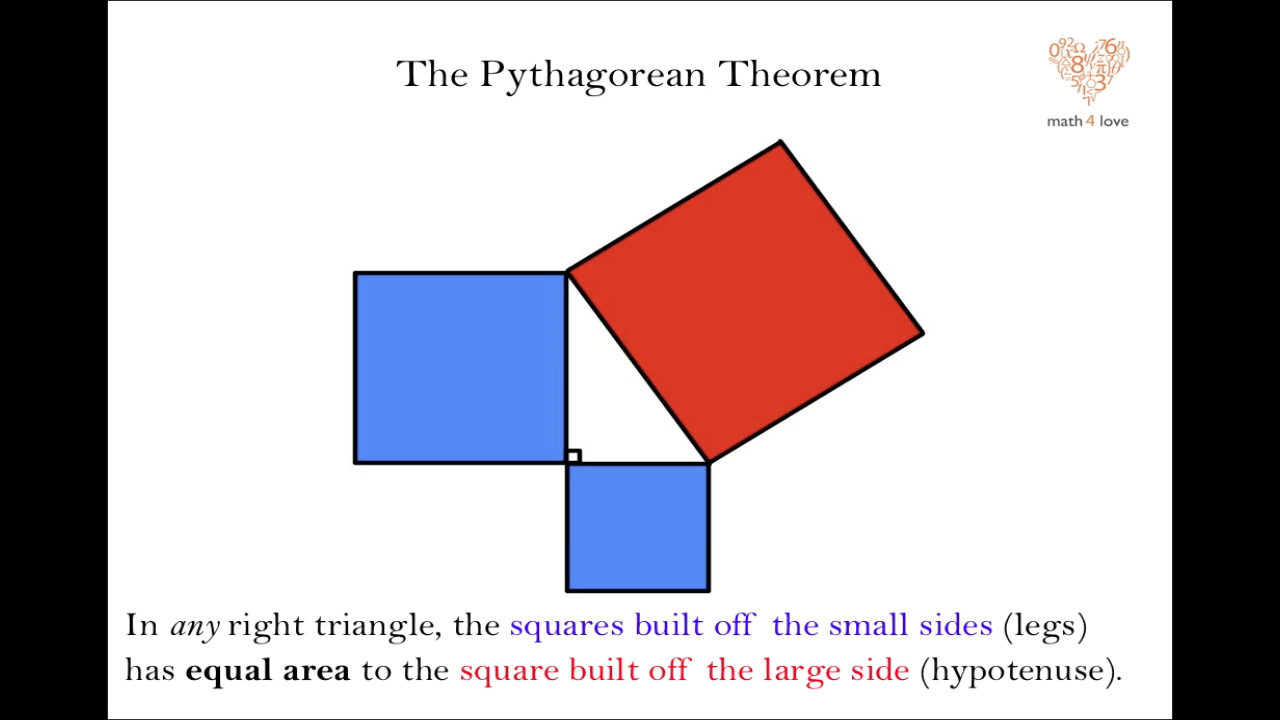 The Pythagorean Theorem
math 4 love
In any right triangle, the squares built off the small sides (legs)
has equal area to the square built off the large side (hypotenuse).